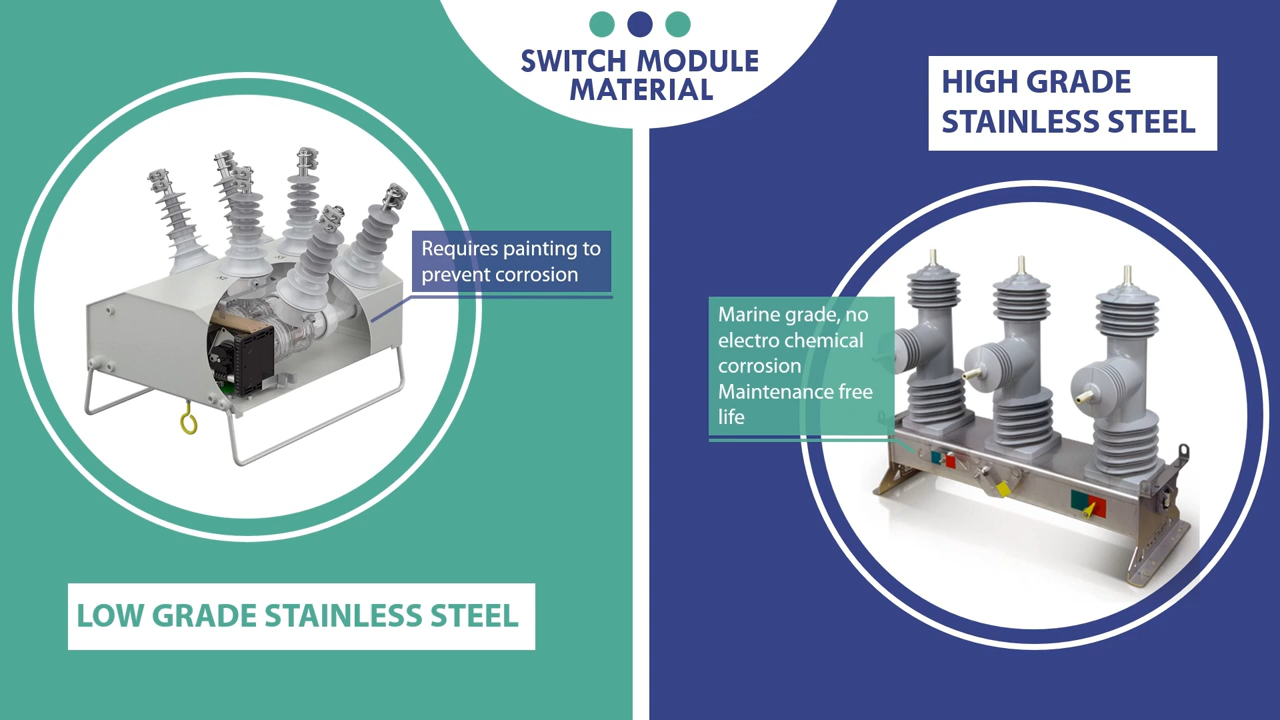 SWITCH MODULE
MATERIAL
Requires painting to
prevent corrosion
LOW GRADE STAINLESS STEEL
HIGH GRADE
STAINLESS STEEL
Marine grade, no
electro chemical
corrosion
Maintenance free
life